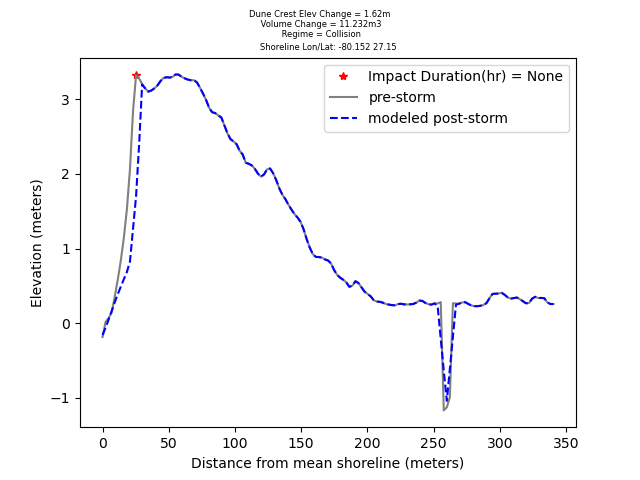 Dune Crest Elev Change = 1.62m
Volume Change = 11.232m3
Regime = Collision
Shoreline Lon/Lat: -80.152 27.15
Impact Duration(hr) = None
pre-storm
modeled post-storm
Elevation (meters)
3
2
1
0
−1
0 50 100 150 200 250 300 350
Distance from mean shoreline (meters)